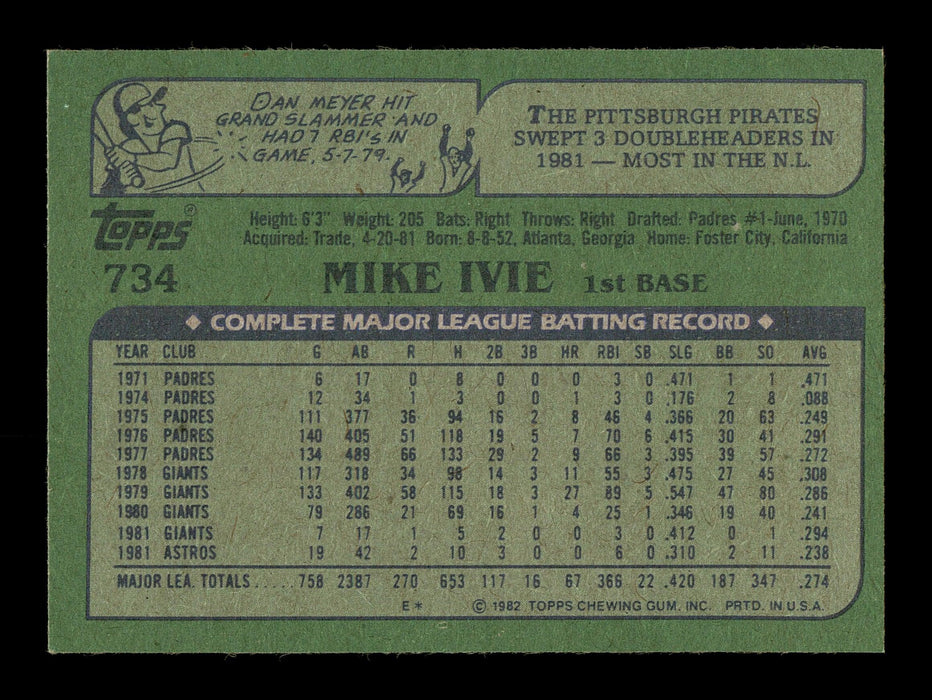 DAN MEYER HIT
GRAND SLAMMER AND
HAD 7 RBI'S IN
GAME, 5-7-79.
THE PITTSBURGH PIRATES
SWEPT 3 DOUBLEHEADERS IN
1981 — MOST IN THE N.L.
Topps®
Height: 6'3" Weight: 205 Bats: Right Throws: Right Drafted: Padres #1-June, 1970
Acquired: Trade, 4-20-81 Born: 8-8-52, Atlanta, Georgia Home: Foster City, California
734 MIKE IVIE 1st BASE
◆ COMPLETE MAJOR LEAGUE BATTING RECORD ◆
YEAR CLUB G AB R H 2B 3B HR RBI SB SLG BB SO AVG
1971 PADRES 6 17 0 8 0 0 0 3 0 .471 1 1 .471
1974 PADRES 12 34 1 3 0 0 1 3 0 .176 2 8 .088
1975 PADRES 111 377 36 94 16 2 8 46 4 .366 20 63 .249
1976 PADRES 140 405 51 118 19 5 7 70 6 .415 30 41 .291
1977 PADRES 134 489 66 133 29 2 9 66 3 .395 39 57 .272
1978 GIANTS 117 318 34 98 14 3 11 55 3 .475 27 45 .308
1979 GIANTS 133 402 58 115 18 3 27 89 5 .547 47 80 .286
1980 GIANTS 79 286 21 69 16 1 4 25 1 .346 19 40 .241
1981 GIANTS 7 17 1 5 2 0 0 3 0 .412 0 1 .294
1981 ASTROS 19 42 2 10 3 0 0 6 0 .310 2 11 .238
MAJOR LEA. TOTALS.....758 2387 270 653 117 16 67 366 22 .420 187 347 .274
E* © 1982 TOPPS CHEWING GUM, INC. PRTD. IN U.S.A.